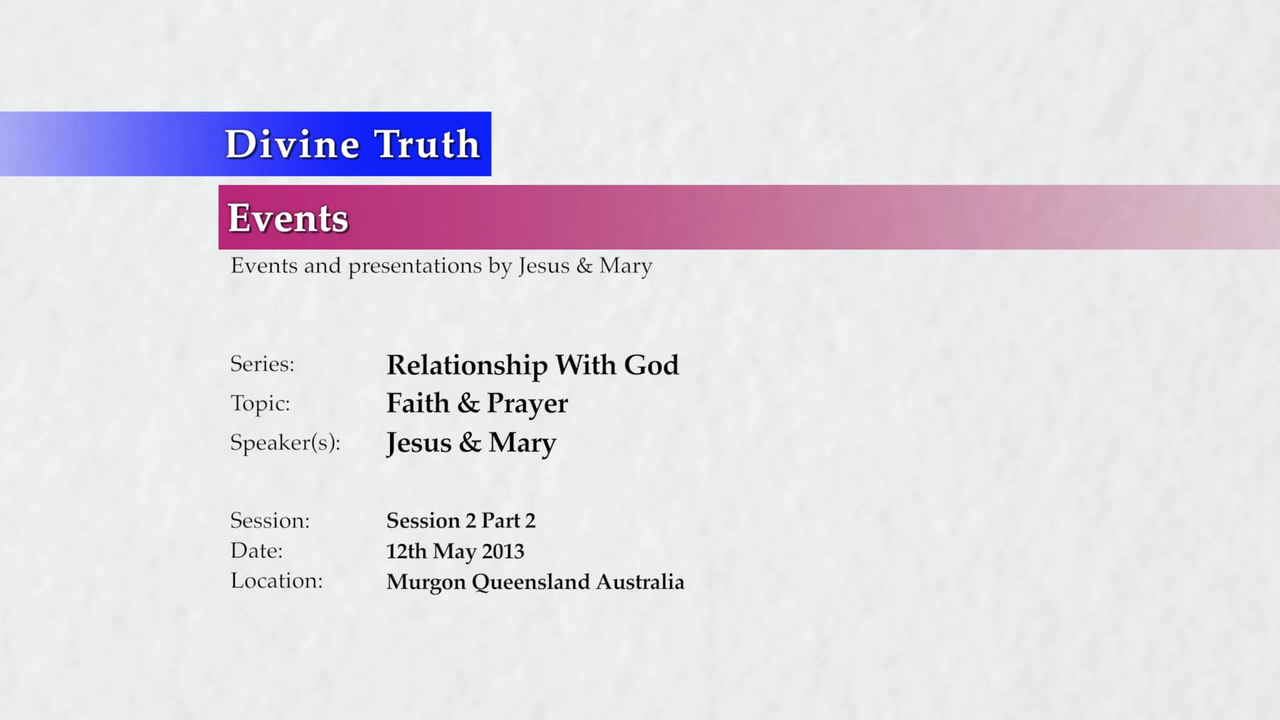 Divine Truth
Events
Events and presentations by Jesus & Mary
Series: Relationship With God
Topic: Faith & Prayer
Speaker(s): Jesus & Mary
Session: Session 2 Part 2
Date: 12th May 2013
Location: Murgon Queensland Australia